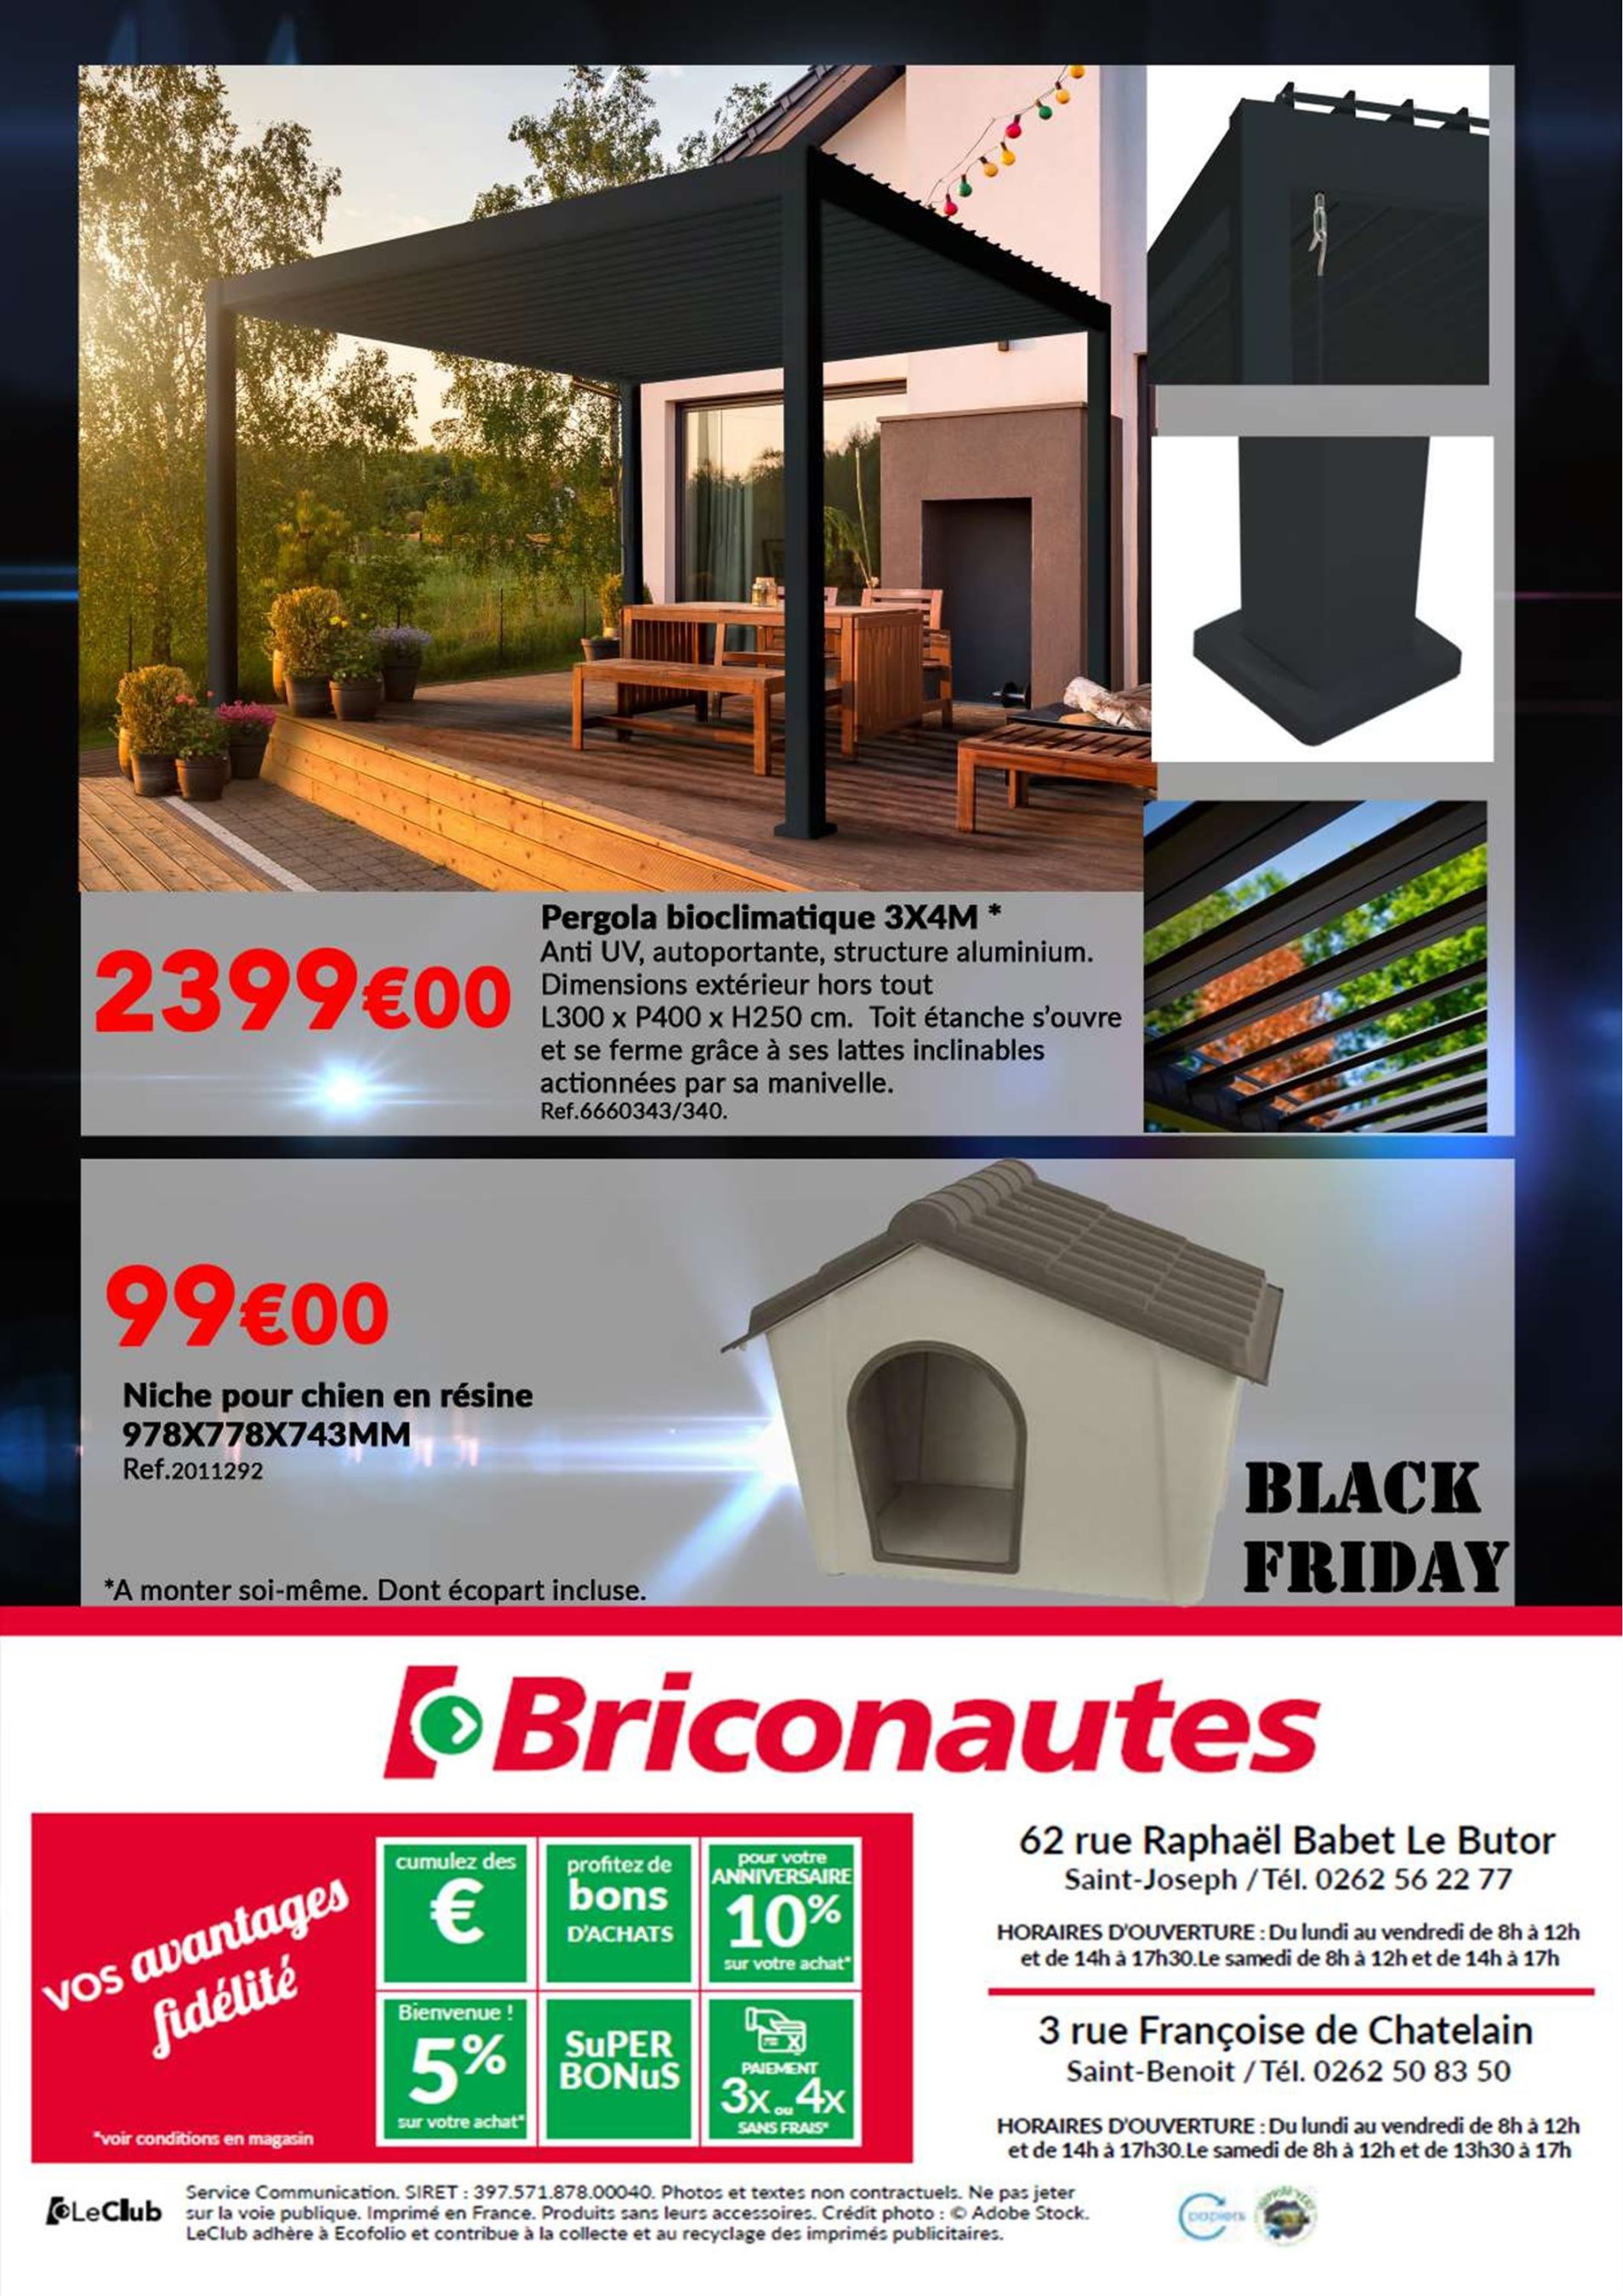 Pergola bioclimatique 3X4M *
Anti UV, autoportante, structure aluminium.
2399€00
Dimensions extérieur hors tout
L300 x P400 x H250 cm. Toit étanche s'ouvre
et se ferme grâce à ses lattes inclinables
actionnées par sa manivelle.
Ref.6660343/340.
99€00
Niche pour chien en résine
978X778X743MM
Ref.2011292
BLACK
FRIDAY
*A monter soi-même. Dont écopart incluse.
Briconautes
vos avantages
fidélité
*voir conditions en magasin
cumulez des
€
profitez de
bons
D'ACHATS
pour votre
ANNIVERSAIRE
10%
sur votre achat*
Bienvenue !
5%
sur votre achat*
SuPER
BONuS
PAIEMENT
3x ou 4x
SANS FRAIS*
62 rue Raphaël Babet Le Butor
Saint-Joseph / Tél. 0262 56 22 77
HORAIRES D'OUVERTURE : Du lundi au vendredi de 8h à 12h
et de 14h à 17h30.Le samedi de 8h à 12h et de 14h à 17h
3 rue Françoise de Chatelain
Saint-Benoit / Tél. 0262 50 83 50
HORAIRES D'OUVERTURE : Du lundi au vendredi de 8h à 12h
et de 14h à 17h30.Le samedi de 8h à 12h et de 13h30 à 17h
LeClub
Service Communication. SIRET : 397.571.878.00040. Photos et textes non contractuels. Ne pas jeter
sur la voie publique. Imprimé en France. Produits sans leurs accessoires. Crédit photo : © Adobe Stock.
LeClub adhère à Ecofolio et contribue à la collecte et au recyclage des imprimés publicitaires.
papiers